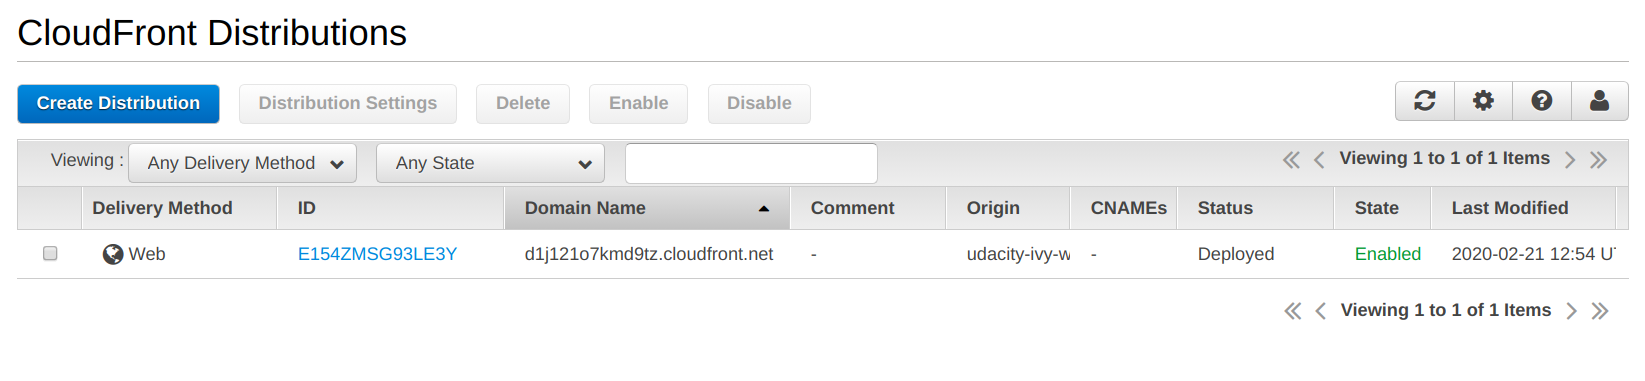 CloudFront Distributions
Create Distribution Distribution Settings Delete Enable Disable
Viewing : Any Delivery Method Any State Viewing 1 to 1 of 1 Items
Delivery Method ID Domain Name Comment Origin CNAMEs Status State Last Modified
Web E154ZMSG93LE3Y d1j121o7kmd9tz.cloudfront.net - udacity-ivy-w - Deployed Enabled 2020-02-21 12:54 U
Viewing 1 to 1 of 1 Items